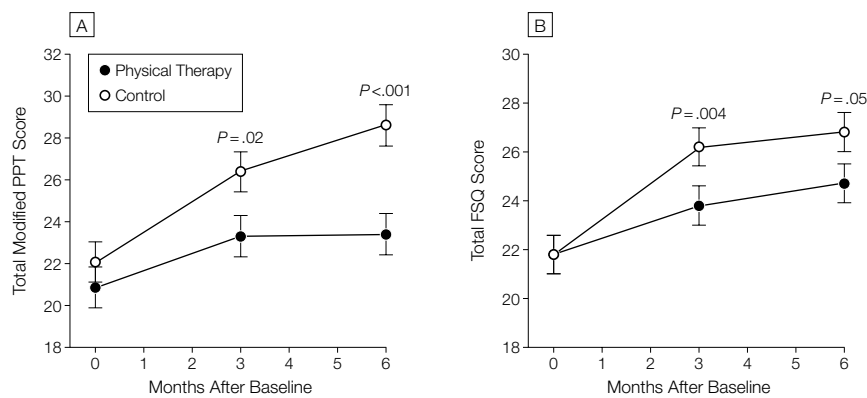 A
32
30
28
26
24
22
20
18
Total Modified PPT Score
Physical Therapy
Control
P=.02
P<.001
0 1 2 3 4 5 6
Months After Baseline
B
30
28
26
24
22
20
18
Total FSQ Score
P=.004
P=.05
0 1 2 3 4 5 6
Months After Baseline